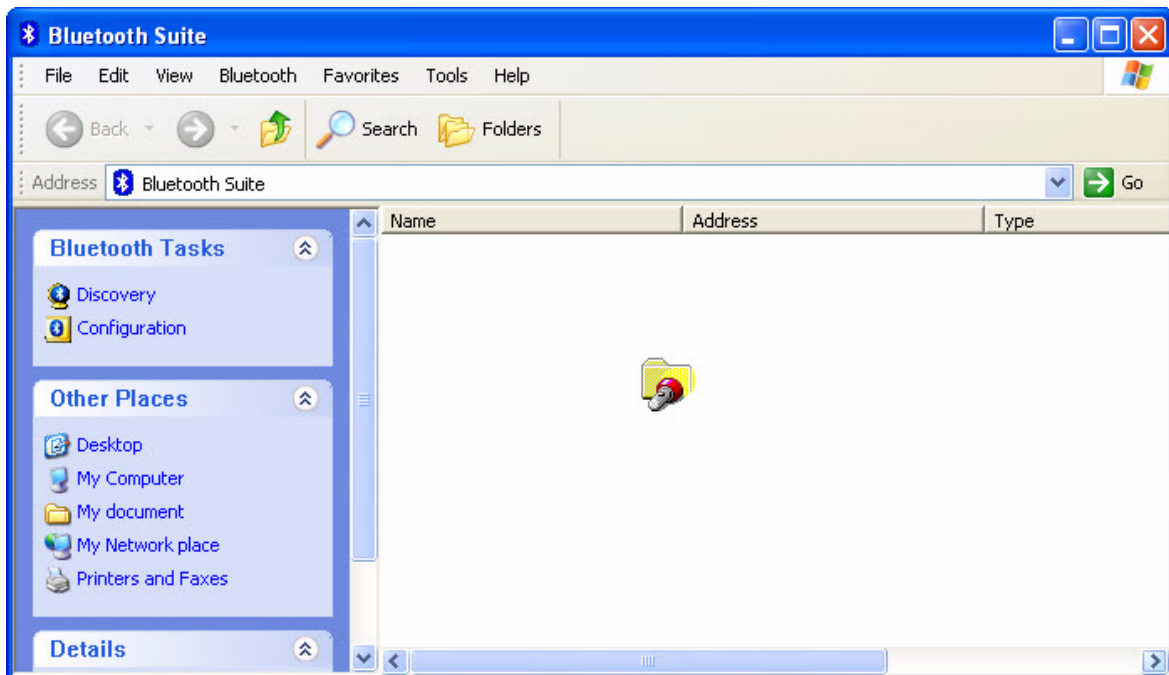 Bluetooth Suite
File Edit View Bluetooth Favorites Tools Help
Back Search Folders
Address Bluetooth Suite Go
Name Address Type
Bluetooth Tasks
Discovery
Configuration
Other Places
Desktop
My Computer
My document
My Network place
Printers and Faxes
Details